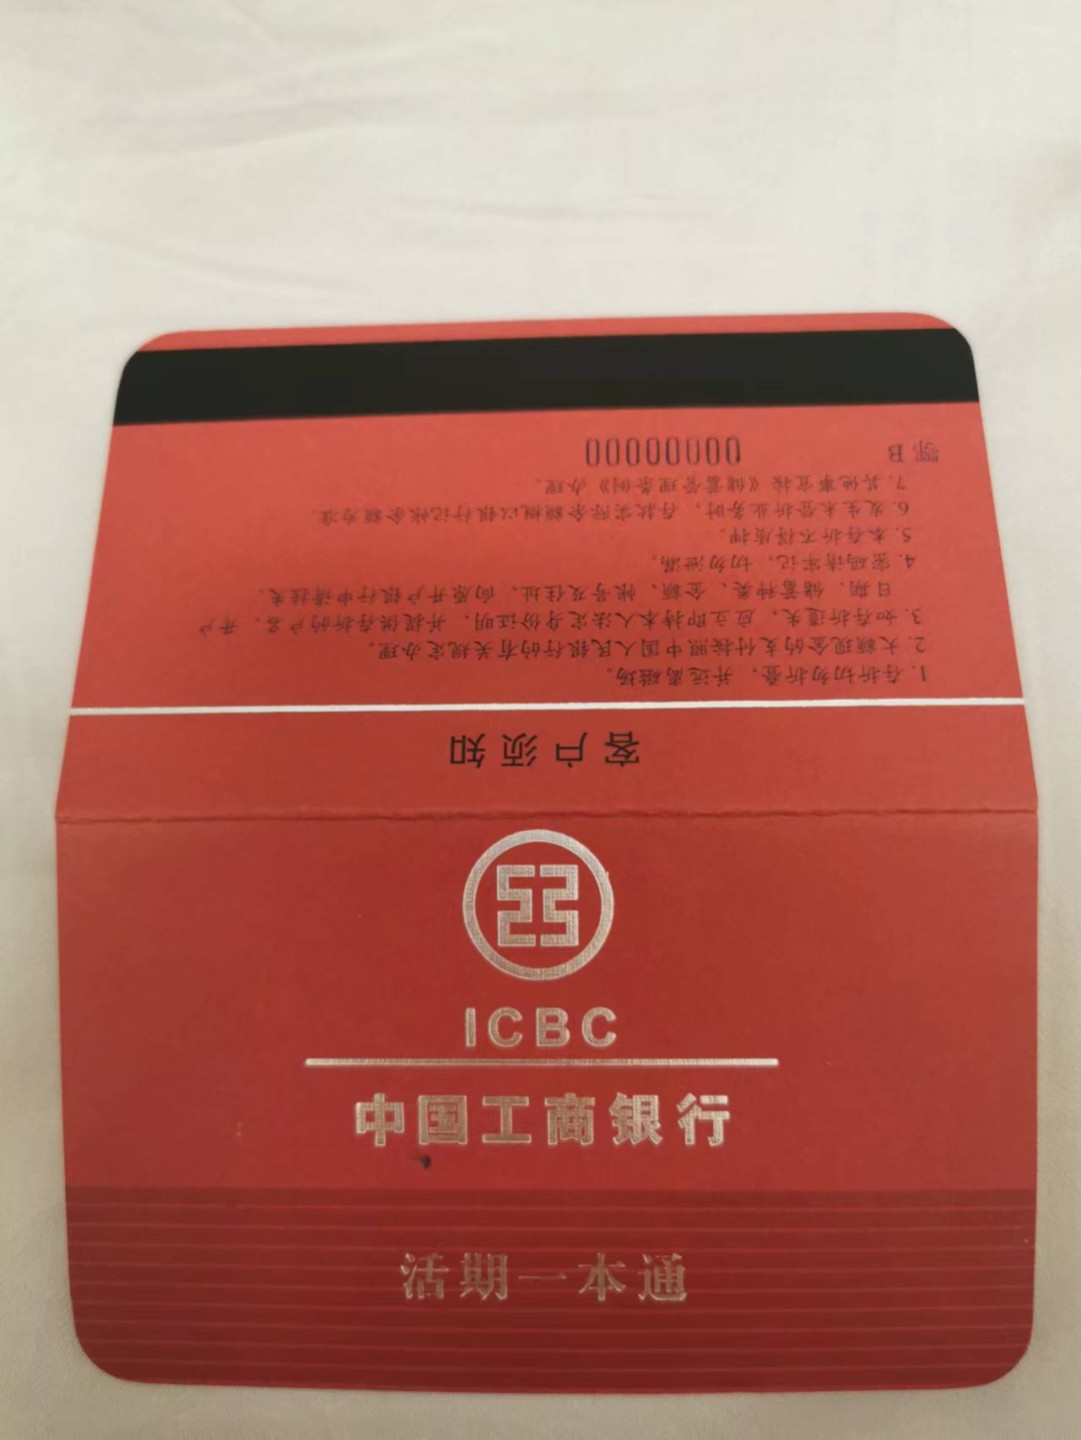 ICBC
中国工商银行
活期一本通
客户须知
1.存折切勿折叠，并远离磁场。
2.大额现金的支付按照中国人民银行的有关规定办理。
3.如存折遗失，应立即持本人法定身份证明，并提供存折的户名、开户
日期、储蓄种类、金额、帐号及住址，向原开户银行申请挂失。
4.密码请牢记，切勿泄漏。
5.本存折不得质押。
6.发生未登折业务时，存款实际余额概以银行记帐余额为准。
7.其他事宜按《储蓄管理条例》办理。
鄂B 00000000